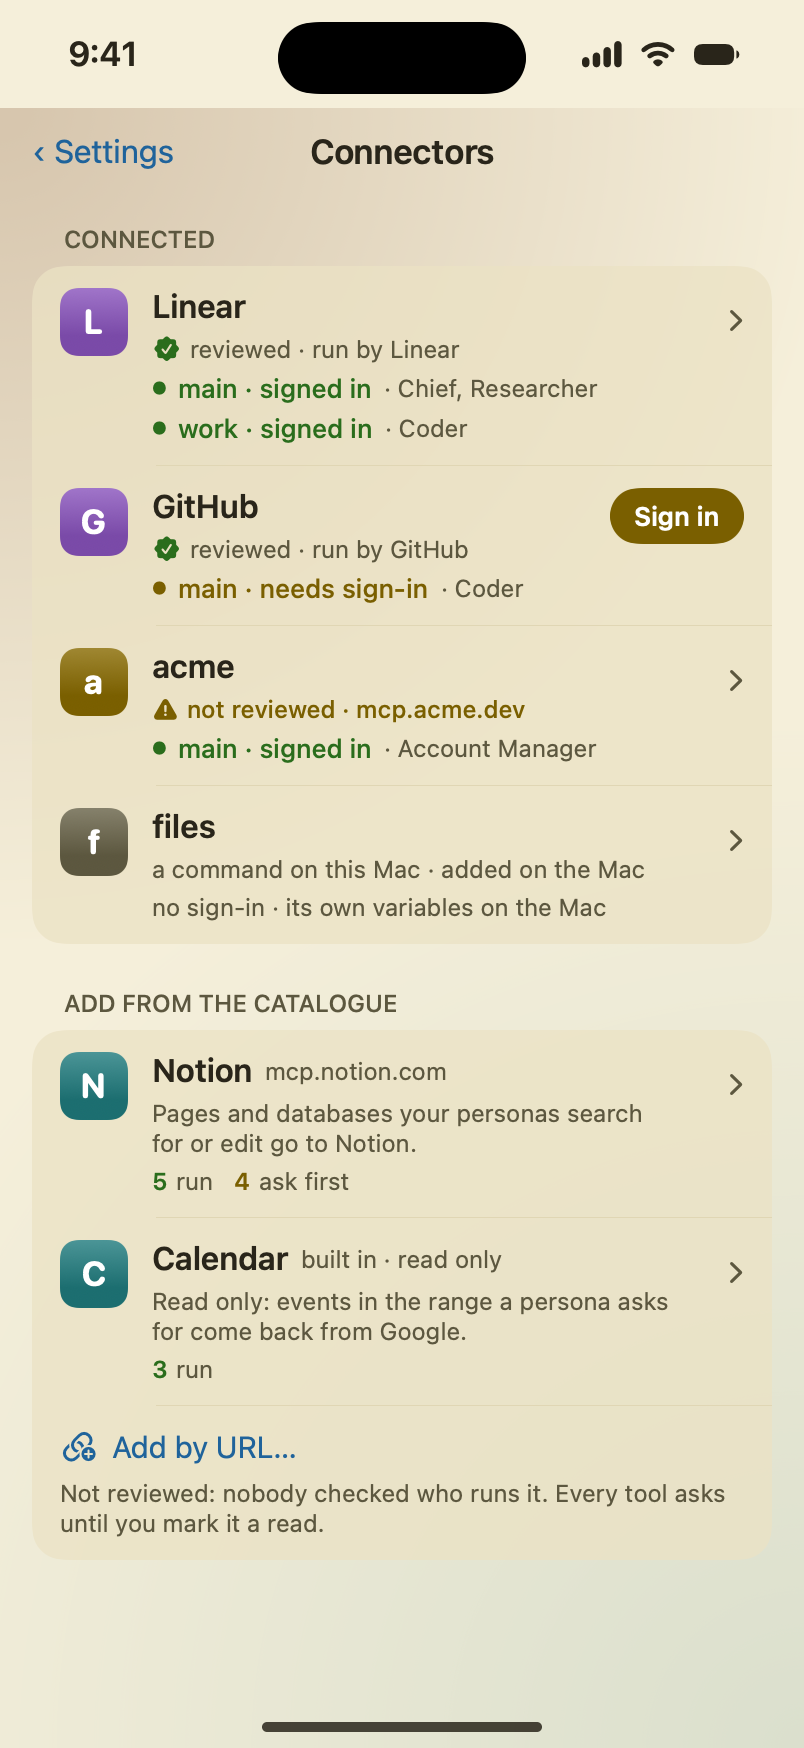 9:41
‹ Settings
Connectors
CONNECTED
L
Linear
reviewed · run by Linear
main · signed in · Chief, Researcher
work · signed in · Coder
G
GitHub
Sign in
reviewed · run by GitHub
main · needs sign-in · Coder
a
acme
not reviewed · mcp.acme.dev
main · signed in · Account Manager
f
files
a command on this Mac · added on the Mac
no sign-in · its own variables on the Mac
ADD FROM THE CATALOGUE
N
Notion mcp.notion.com
Pages and databases your personas search
for or edit go to Notion.
5 run 4 ask first
C
Calendar built in · read only
Read only: events in the range a persona asks
for come back from Google.
3 run
Add by URL...
Not reviewed: nobody checked who runs it. Every tool asks
until you mark it a read.